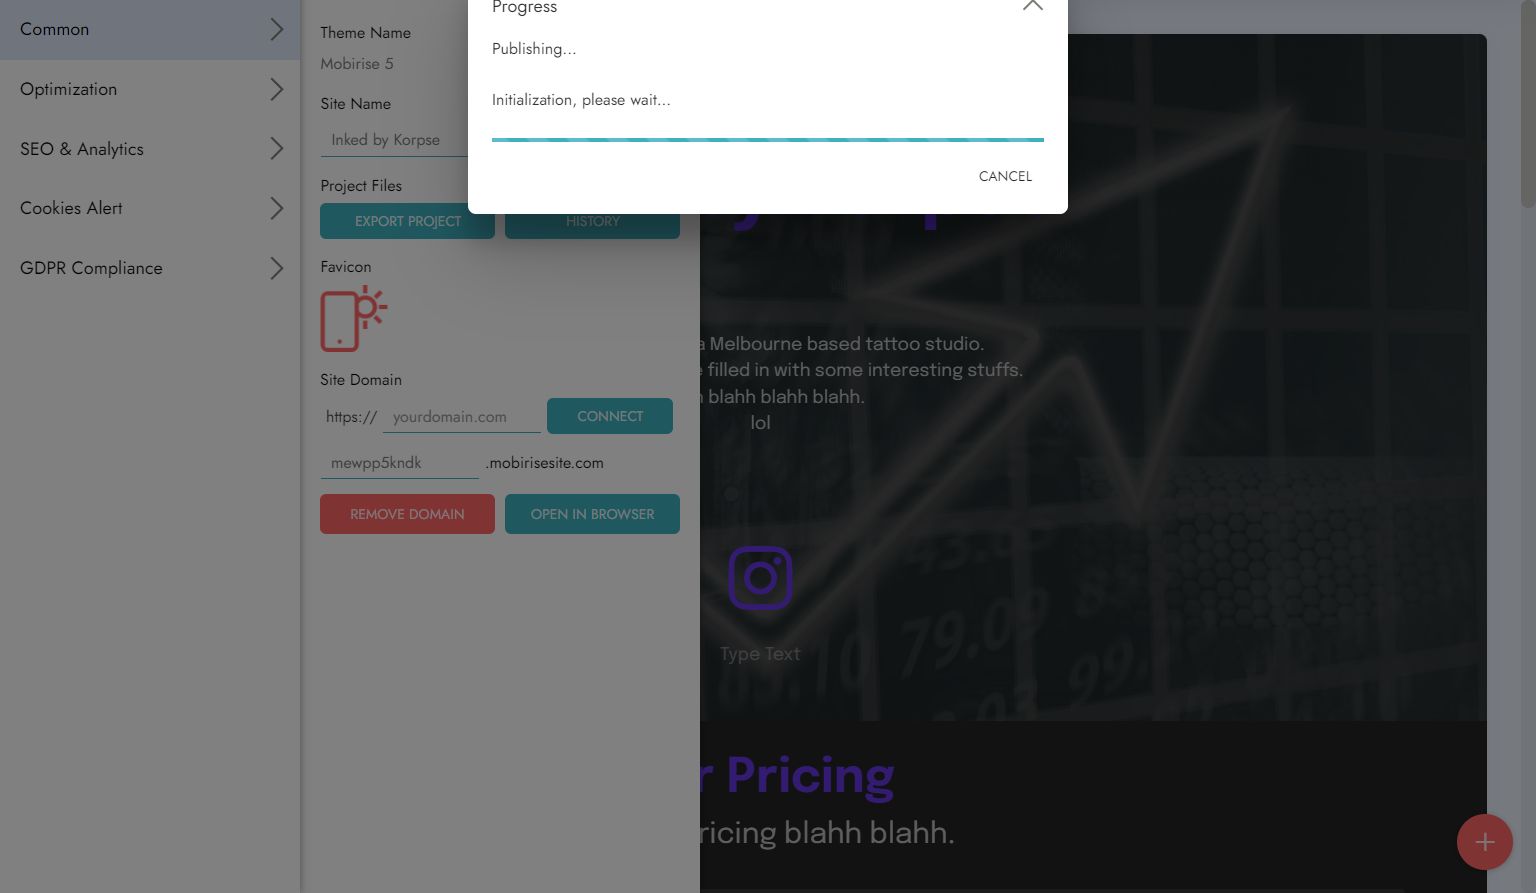 Common
Optimization
SEO & Analytics
Cookies Alert
GDPR Compliance
Theme Name
Mobirise 5
Site Name
Inked by Korpse
Project Files
EXPORT PROJECT
HISTORY
Favicon
Site Domain
https://
yourdomain.com
CONNECT
mewpp5kndk
.mobirisesite.com
REMOVE DOMAIN
OPEN IN BROWSER
Progress
Publishing...
Initialization, please wait...
CANCEL
a Melbourne based tattoo studio.
filled in with some interesting stuffs.
blahh blahh blahh.
lol
79.09
Type Text
Pricing
blahh blahh.